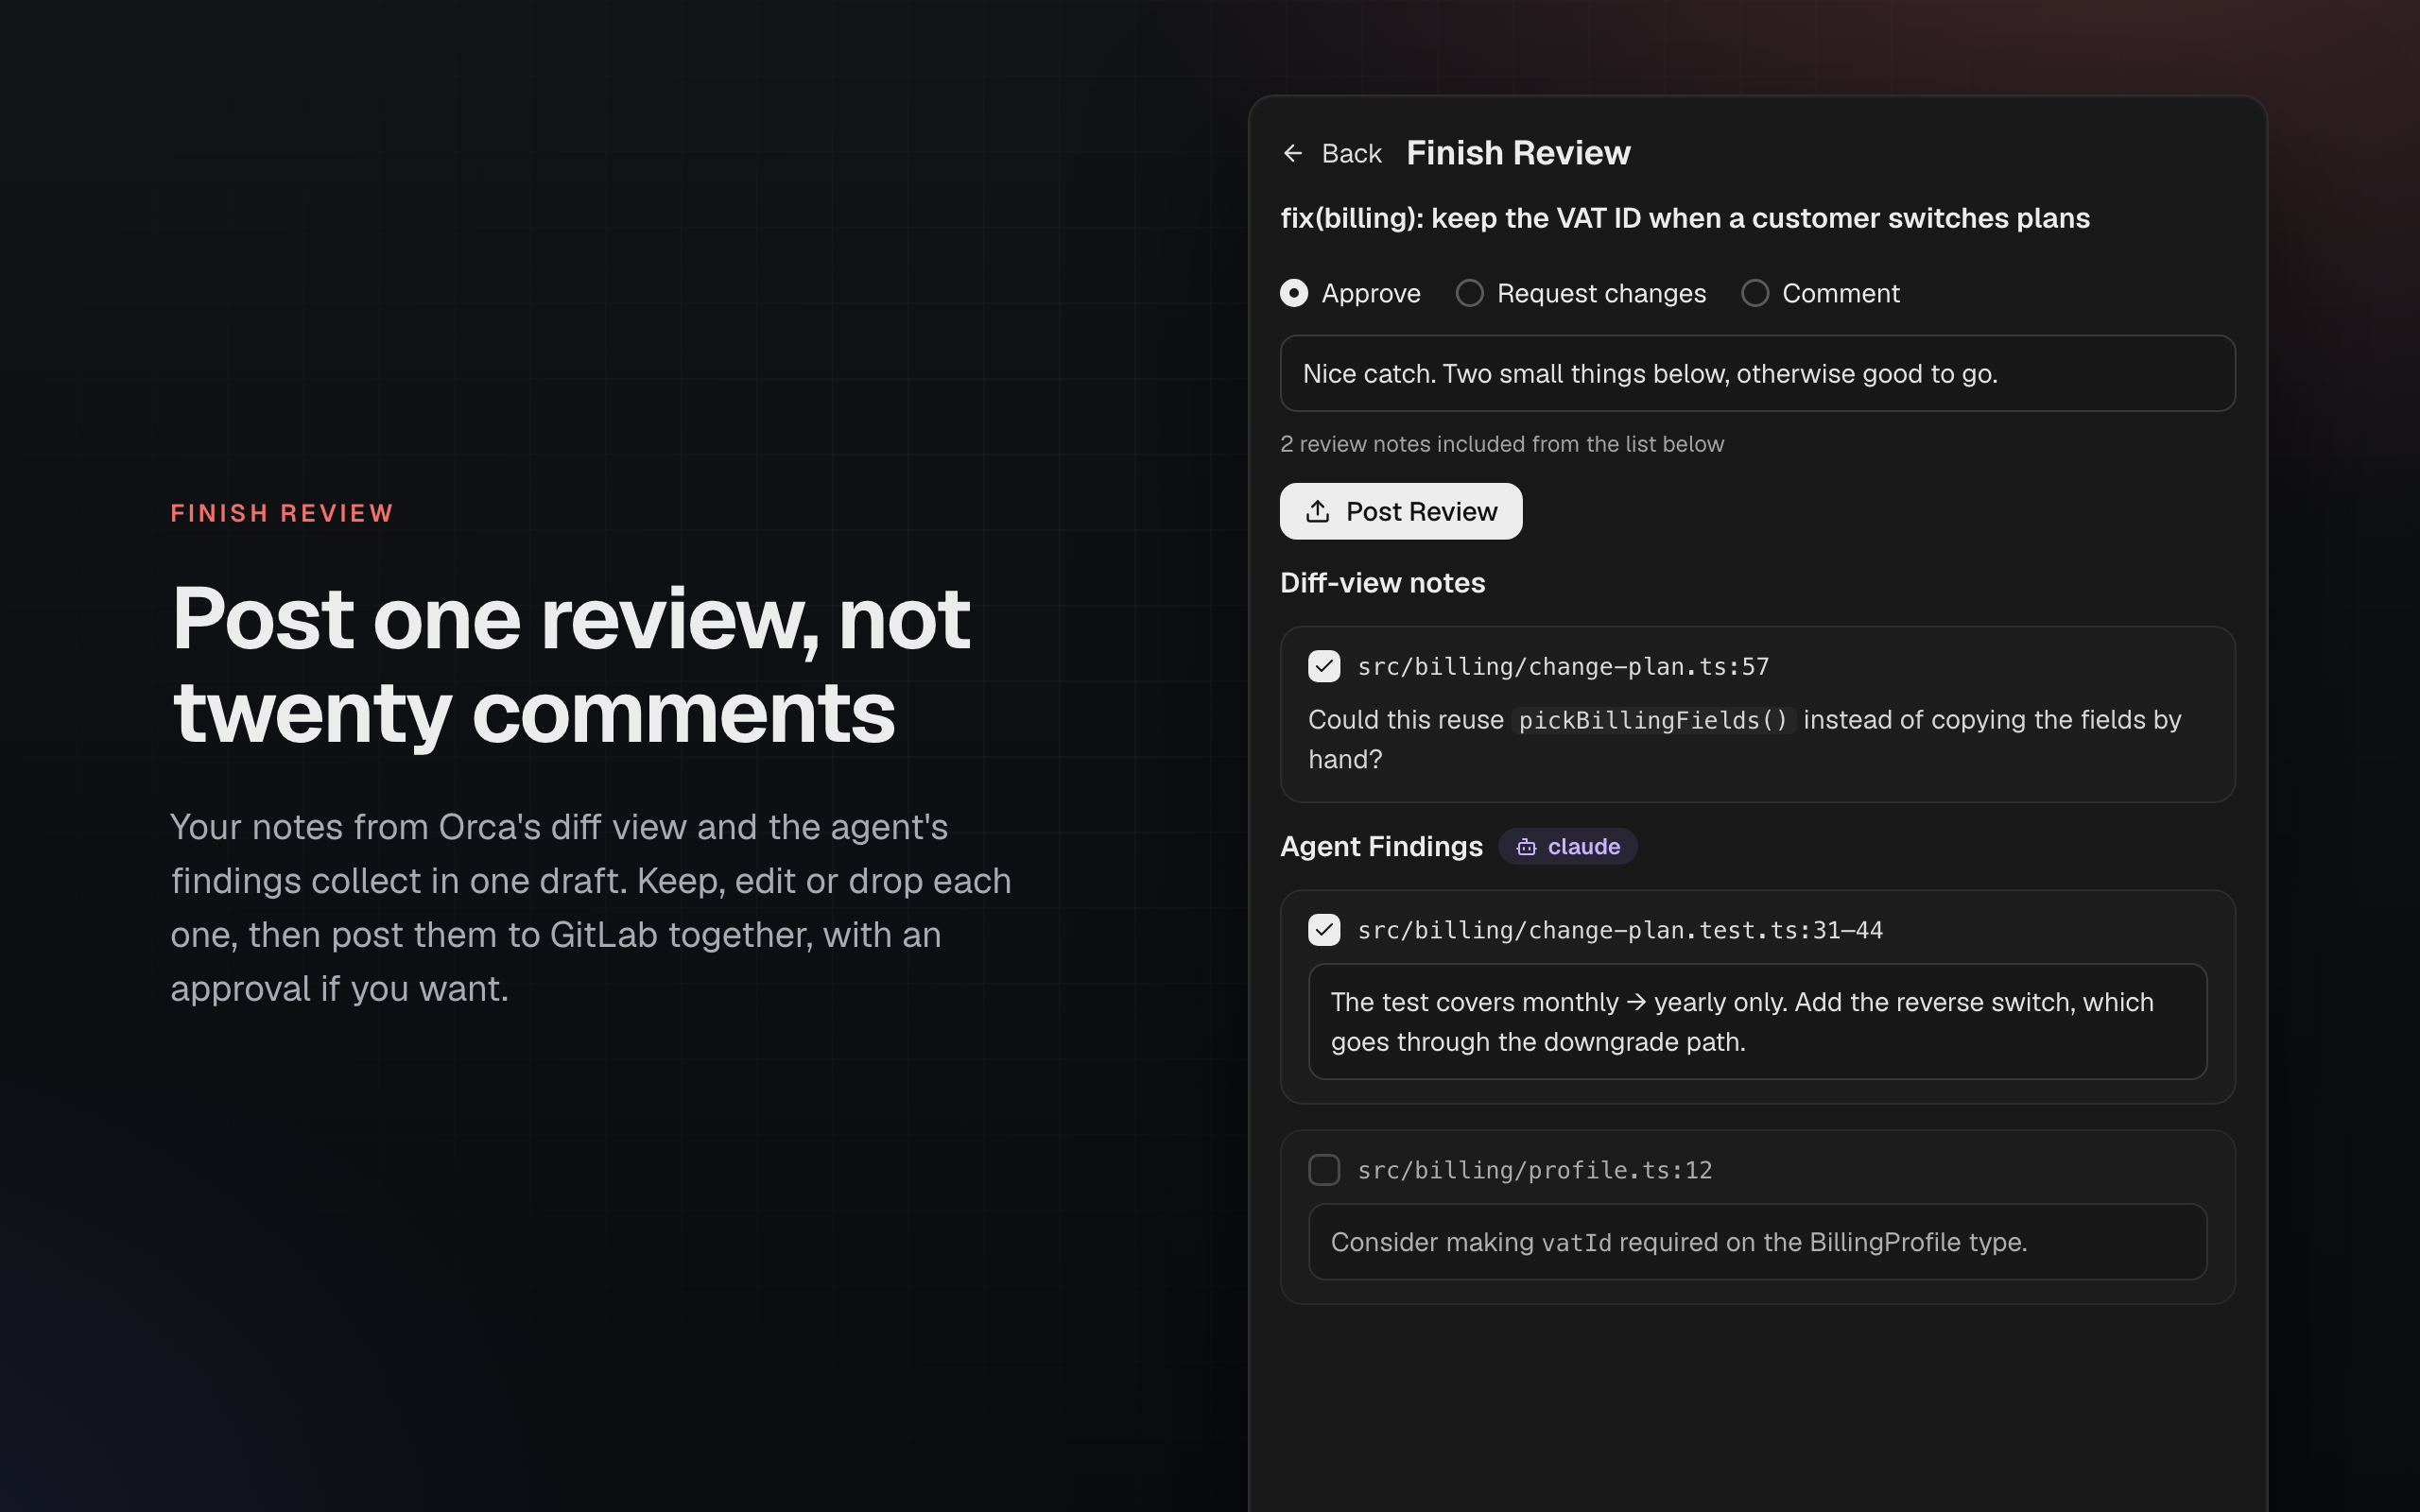 FINISH REVIEW
Post one review, not
twenty comments
Your notes from Orca's diff view and the agent's
findings collect in one draft. Keep, edit or drop each
one, then post them to GitLab together, with an
approval if you want.
← Back Finish Review
fix(billing): keep the VAT ID when a customer switches plans
Approve Request changes Comment
Nice catch. Two small things below, otherwise good to go.
2 review notes included from the list below
Post Review
Diff-view notes
src/billing/change-plan.ts:57
Could this reuse pickBillingFields() instead of copying the fields by
hand?
Agent Findings claude
src/billing/change-plan.test.ts:31–44
The test covers monthly → yearly only. Add the reverse switch, which
goes through the downgrade path.
src/billing/profile.ts:12
Consider making vatId required on the BillingProfile type.